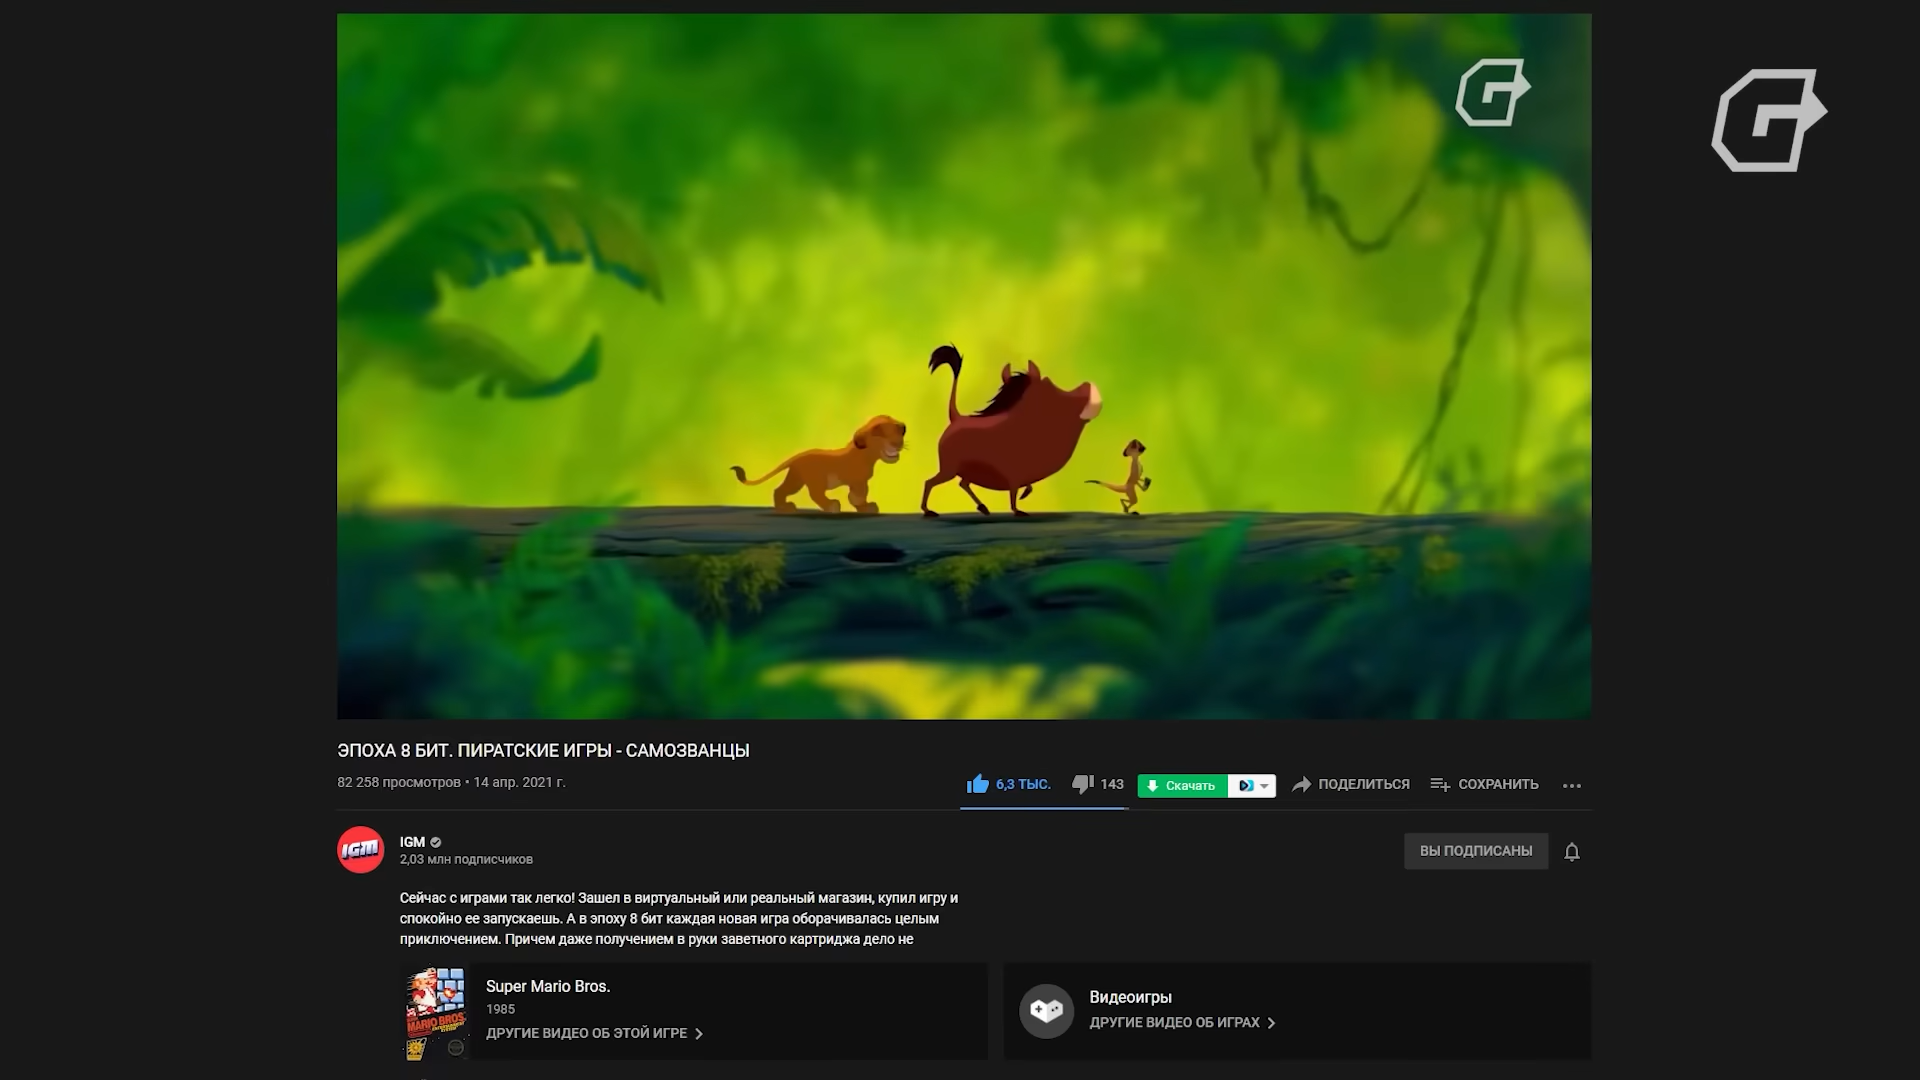 ЭПОХА 8 БИТ. ПИРАТСКИЕ ИГРЫ - САМОЗВАНЦЫ
82 258 просмотров • 14 апр. 2021 г.
6,3 ТЫС.
143
Скачать
ПОДЕЛИТЬСЯ
СОХРАНИТЬ
IGM
IGM
2,03 млн подписчиков
ВЫ ПОДПИСАНЫ
Сейчас с играми так легко! Зашел в виртуальный или реальный магазин, купил игру и
спокойно ее запускаешь. А в эпоху 8 бит каждая новая игра оборачивалась целым
приключением. Причем даже получением в руки заветного картриджа дело не
MARIO BROS.
Super Mario Bros.
1985
ДРУГИЕ ВИДЕО ОБ ЭТОЙ ИГРЕ
Видеоигры
ДРУГИЕ ВИДЕО ОБ ИГРАХ